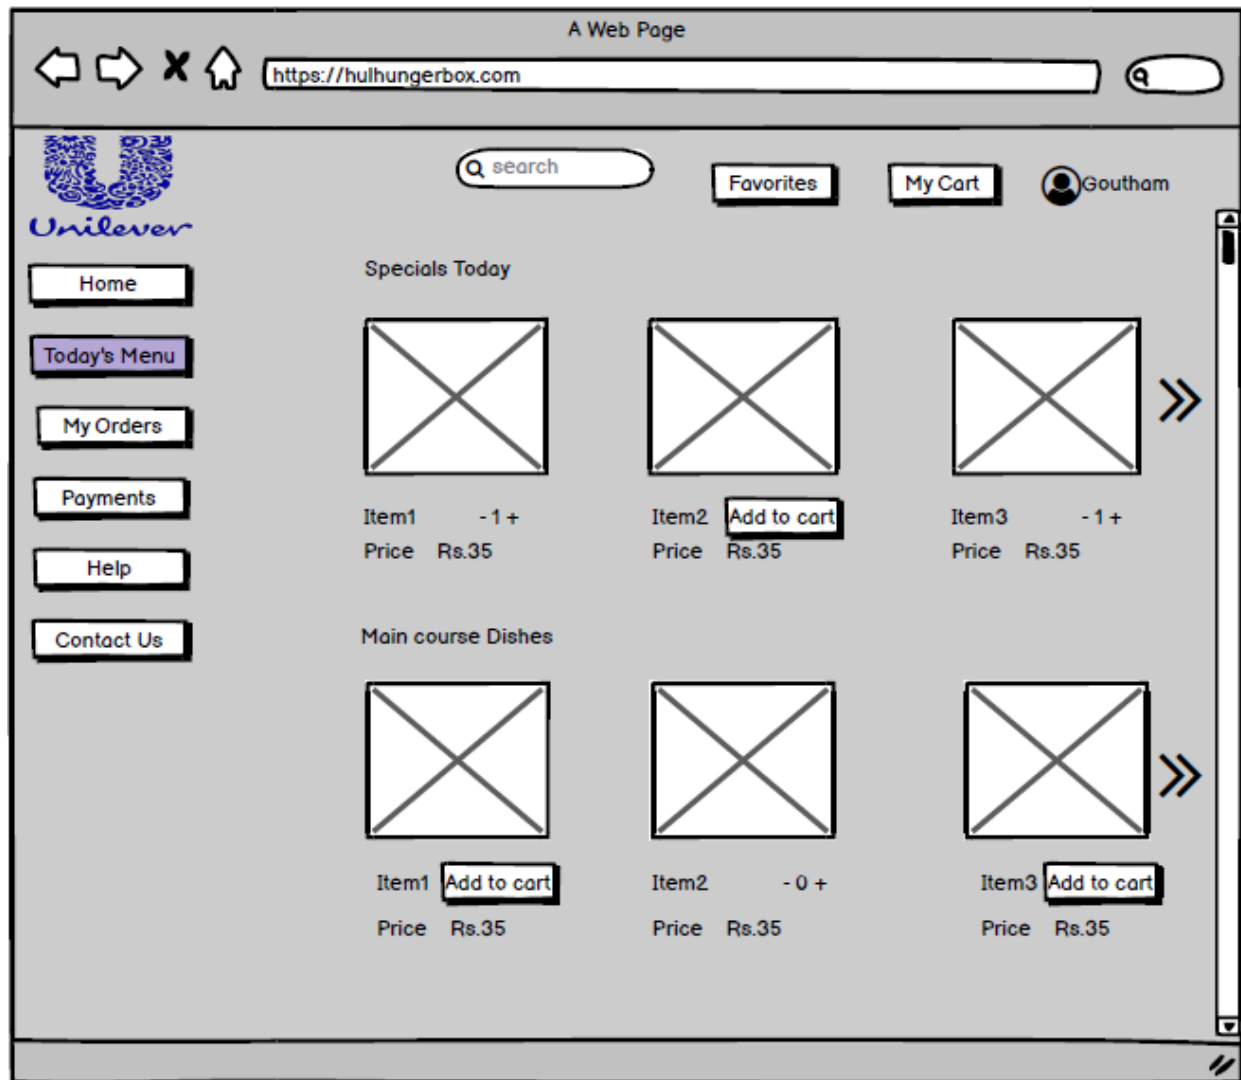 A Web Page
https://hulhungerbox.com
Unilever
search
Favorites
My Cart
Goutham
Home
Today's Menu
My Orders
Payments
Help
Contact Us
Specials Today
Item1 - 1 +
Price Rs.35
Item2 Add to cart
Price Rs.35
Item3 - 1 +
Price Rs.35
Main course Dishes
Item1 Add to cart
Price Rs.35
Item2 - 0 +
Price Rs.35
Item3 Add to cart
Price Rs.35